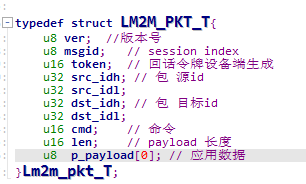 typedef struct LM2M_PKT_T{
u8 ver;  //版本号
u8 msgid;  // session index
u16 token;  // 回话令牌设备端生成
u32 src_idh; // 包 源id
u32 src_idl;
u32 dst_idh; // 包 目标id
u32 dst_idl;
u16 cmd;  // 命令
u16 len;  // payload 长度
u8  p_payload[0]; // 应用数据
}Lm2m_pkt_T;